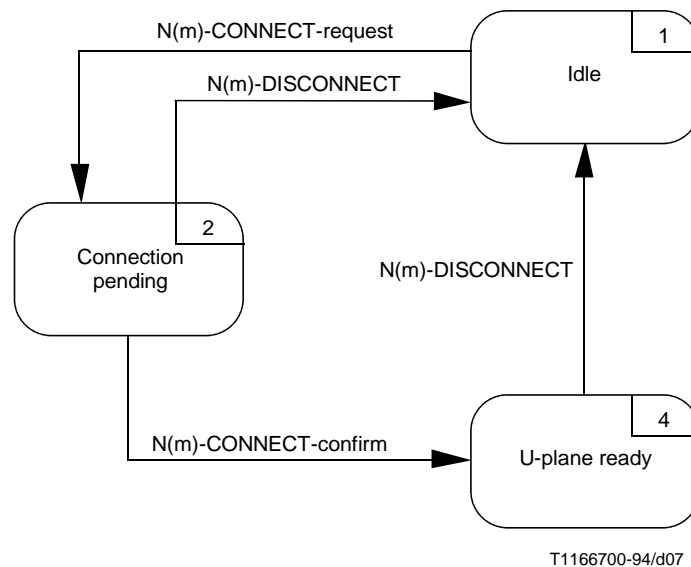 N(m)-CONNECT-request
1
Idle
N(m)-DISCONNECT
2
Connection
pending
N(m)-DISCONNECT
N(m)-CONNECT-confirm
4
U-plane ready
T1166700-94/d07